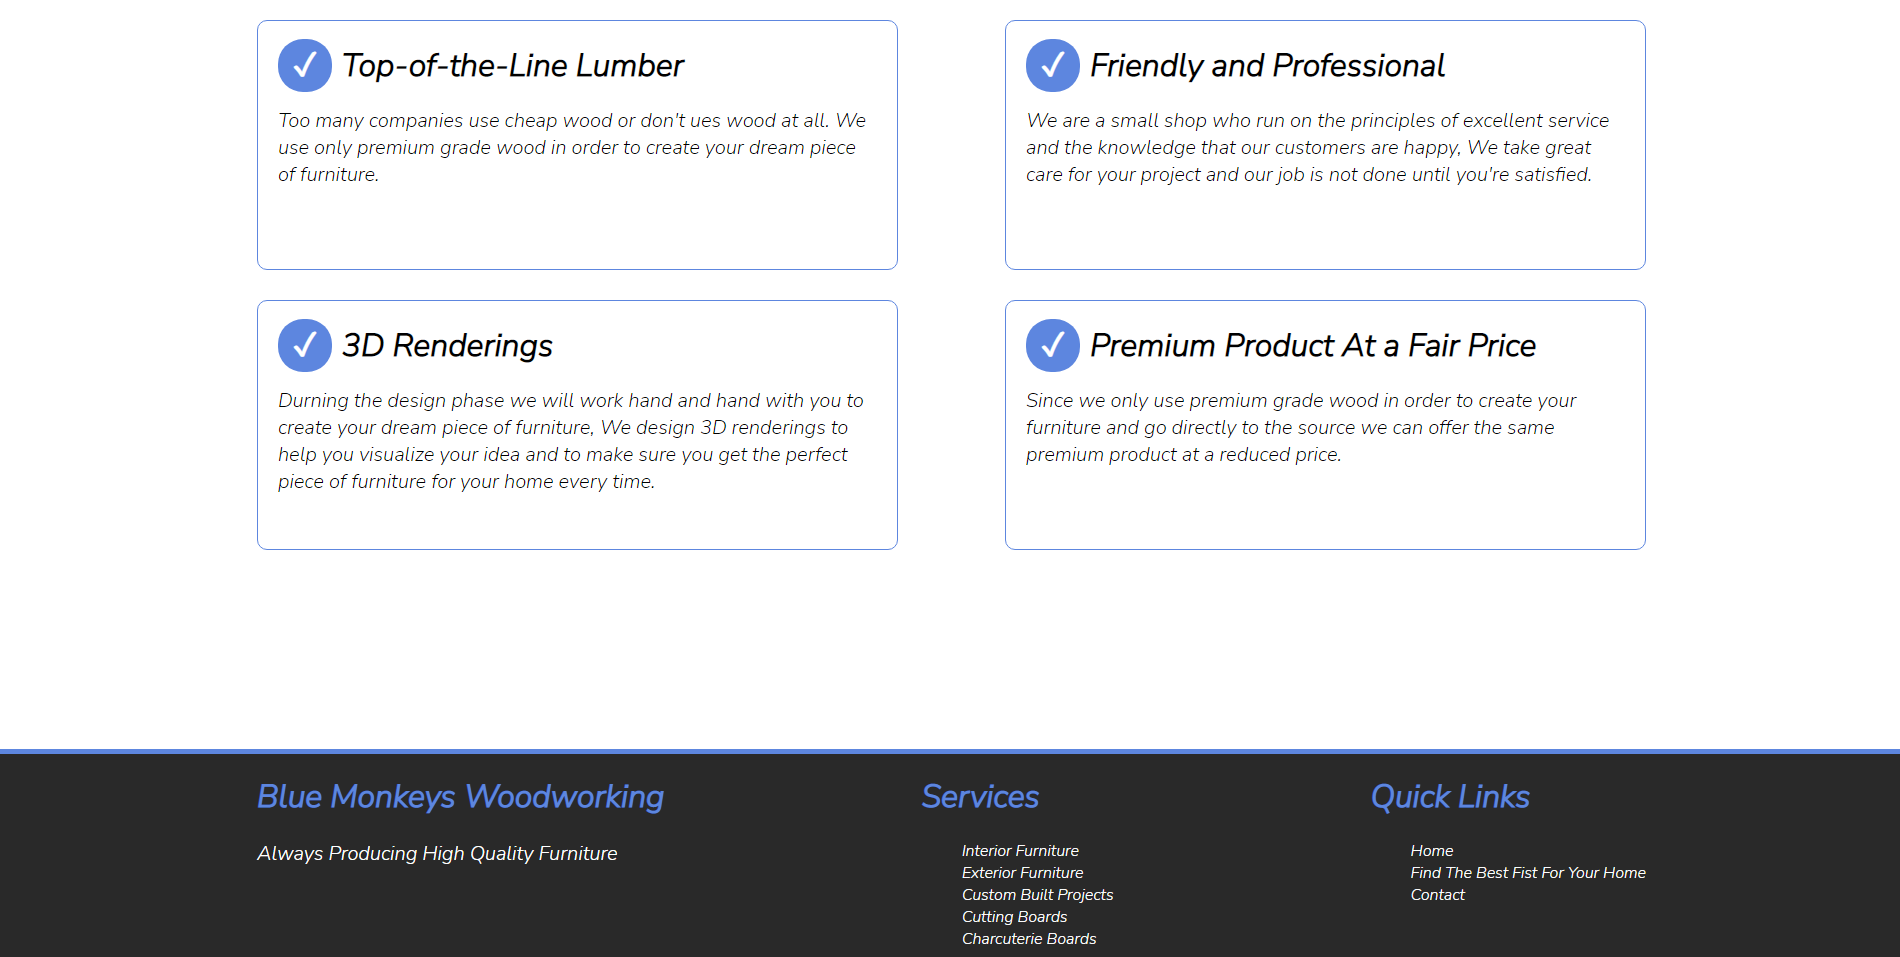 Top-of-the-Line Lumber
Too many companies use cheap wood or don't ues wood at all. We
use only premium grade wood in order to create your dream piece
of furniture.
Friendly and Professional
We are a small shop who run on the principles of excellent service
and the knowledge that our customers are happy, We take great
care for your project and our job is not done until you're satisfied.
3D Renderings
Durning the design phase we will work hand and hand with you to
create your dream piece of furniture, We design 3D renderings to
help you visualize your idea and to make sure you get the perfect
piece of furniture for your home every time.
Premium Product At a Fair Price
Since we only use premium grade wood in order to create your
furniture and go directly to the source we can offer the same
premium product at a reduced price.
Blue Monkeys Woodworking
Always Producing High Quality Furniture
Services
Interior Furniture
Exterior Furniture
Custom Built Projects
Cutting Boards
Charcuterie Boards
Quick Links
Home
Find The Best Fist For Your Home
Contact